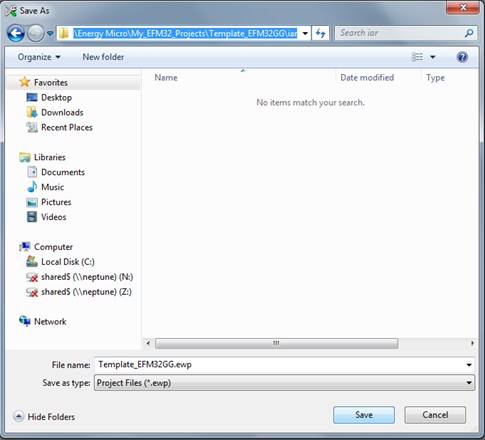 Save As
\Energy Micro\My_EFM32_Projects\Template_EFM32GG\iar
Search iar
Organize
New folder
Name
Date modified
Type
No items match your search.
Favorites
Desktop
Downloads
Recent Places
Libraries
Documents
Music
Pictures
Videos
Computer
Local Disk (C:)
shared$ (\\neptune) (N:)
shared$ (\\neptune) (Z:)
Network
File name: Template_EFM32GG.ewp
Save as type: Project Files (*.ewp)
Hide Folders
Save
Cancel